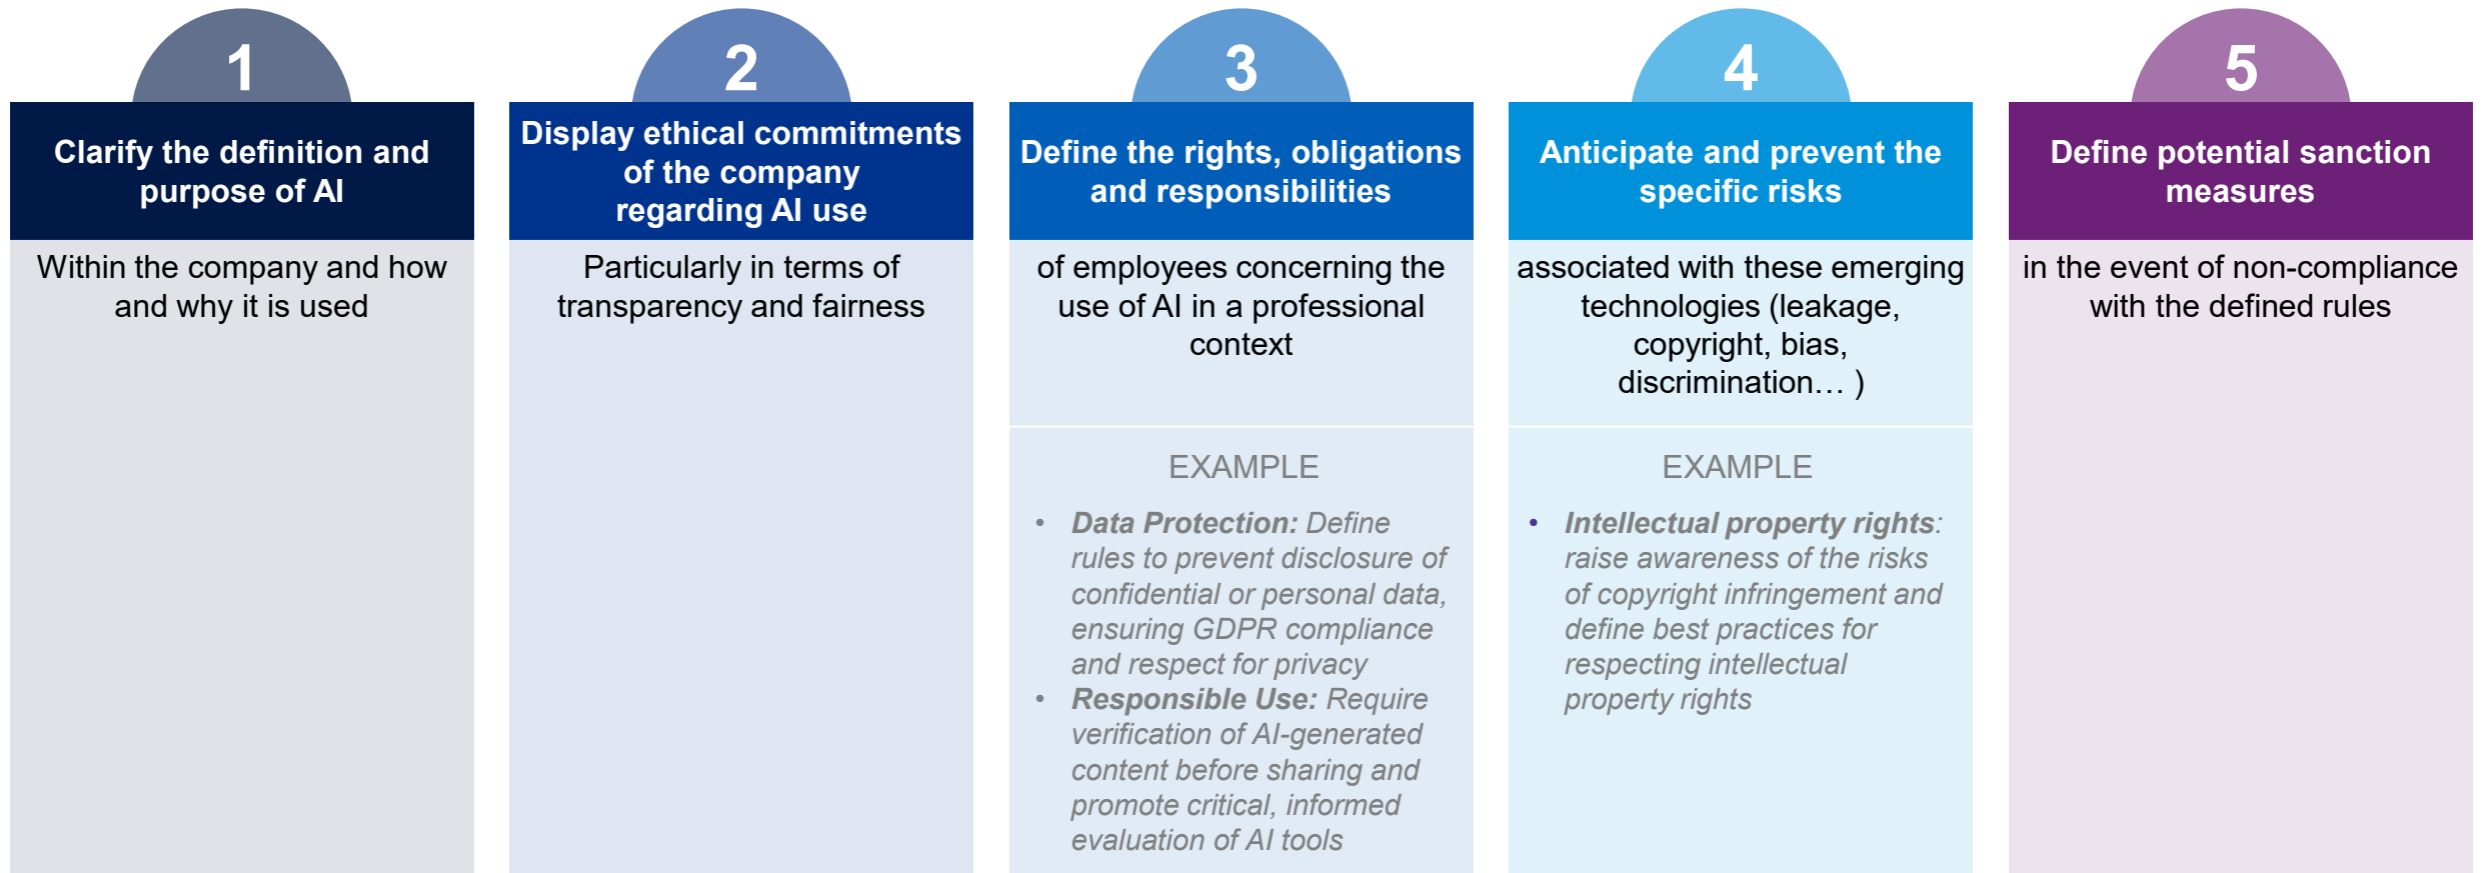 1
Clarify the definition and
purpose of AI
Within the company and how
and why it is used
2
Display ethical commitments
of the company
regarding AI use
Particularly in terms of
transparency and fairness
3
Define the rights, obligations
and responsibilities
of employees concerning the
use of AI in a professional
context
EXAMPLE
• Data Protection: Define
rules to prevent disclosure of
confidential or personal data,
ensuring GDPR compliance
and respect for privacy
• Responsible Use: Require
verification of AI-generated
content before sharing and
promote critical, informed
evaluation of AI tools
4
Anticipate and prevent the
specific risks
associated with these emerging
technologies (leakage,
copyright, bias,
discrimination… )
EXAMPLE
• Intellectual property rights:
raise awareness of the risks
of copyright infringement and
define best practices for
respecting intellectual
property rights
5
Define potential sanction
measures
in the event of non-compliance
with the defined rules